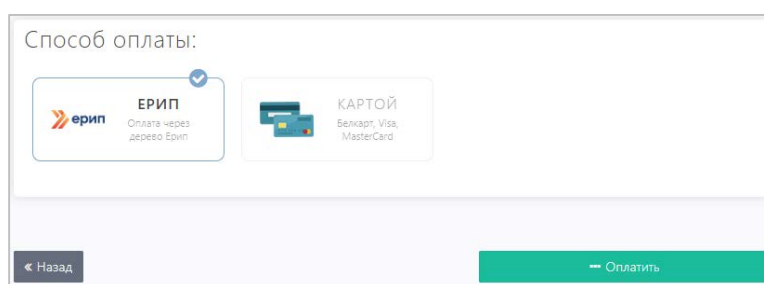 Способ оплаты:
ерип
ЕРИП
Оплата через
дерево Ерип
КАРТОЙ
Белкарт, Visa,
MasterCard
« Назад
Оплатить